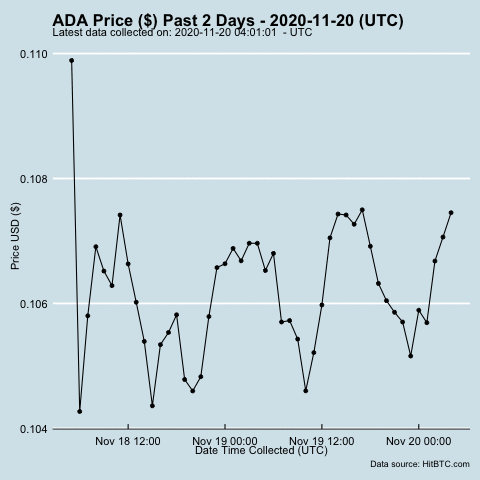 ADA Price ($) Past 2 Days - 2020-11-20 (UTC)
Latest data collected on: 2020-11-20 04:01:01 - UTC
0.110
0.108
0.106
0.104
Price USD ($)
Nov 18 12:00 Nov 19 00:00 Nov 19 12:00 Nov 20 00:00
Date Time Collected (UTC)
Data source: HitBTC.com